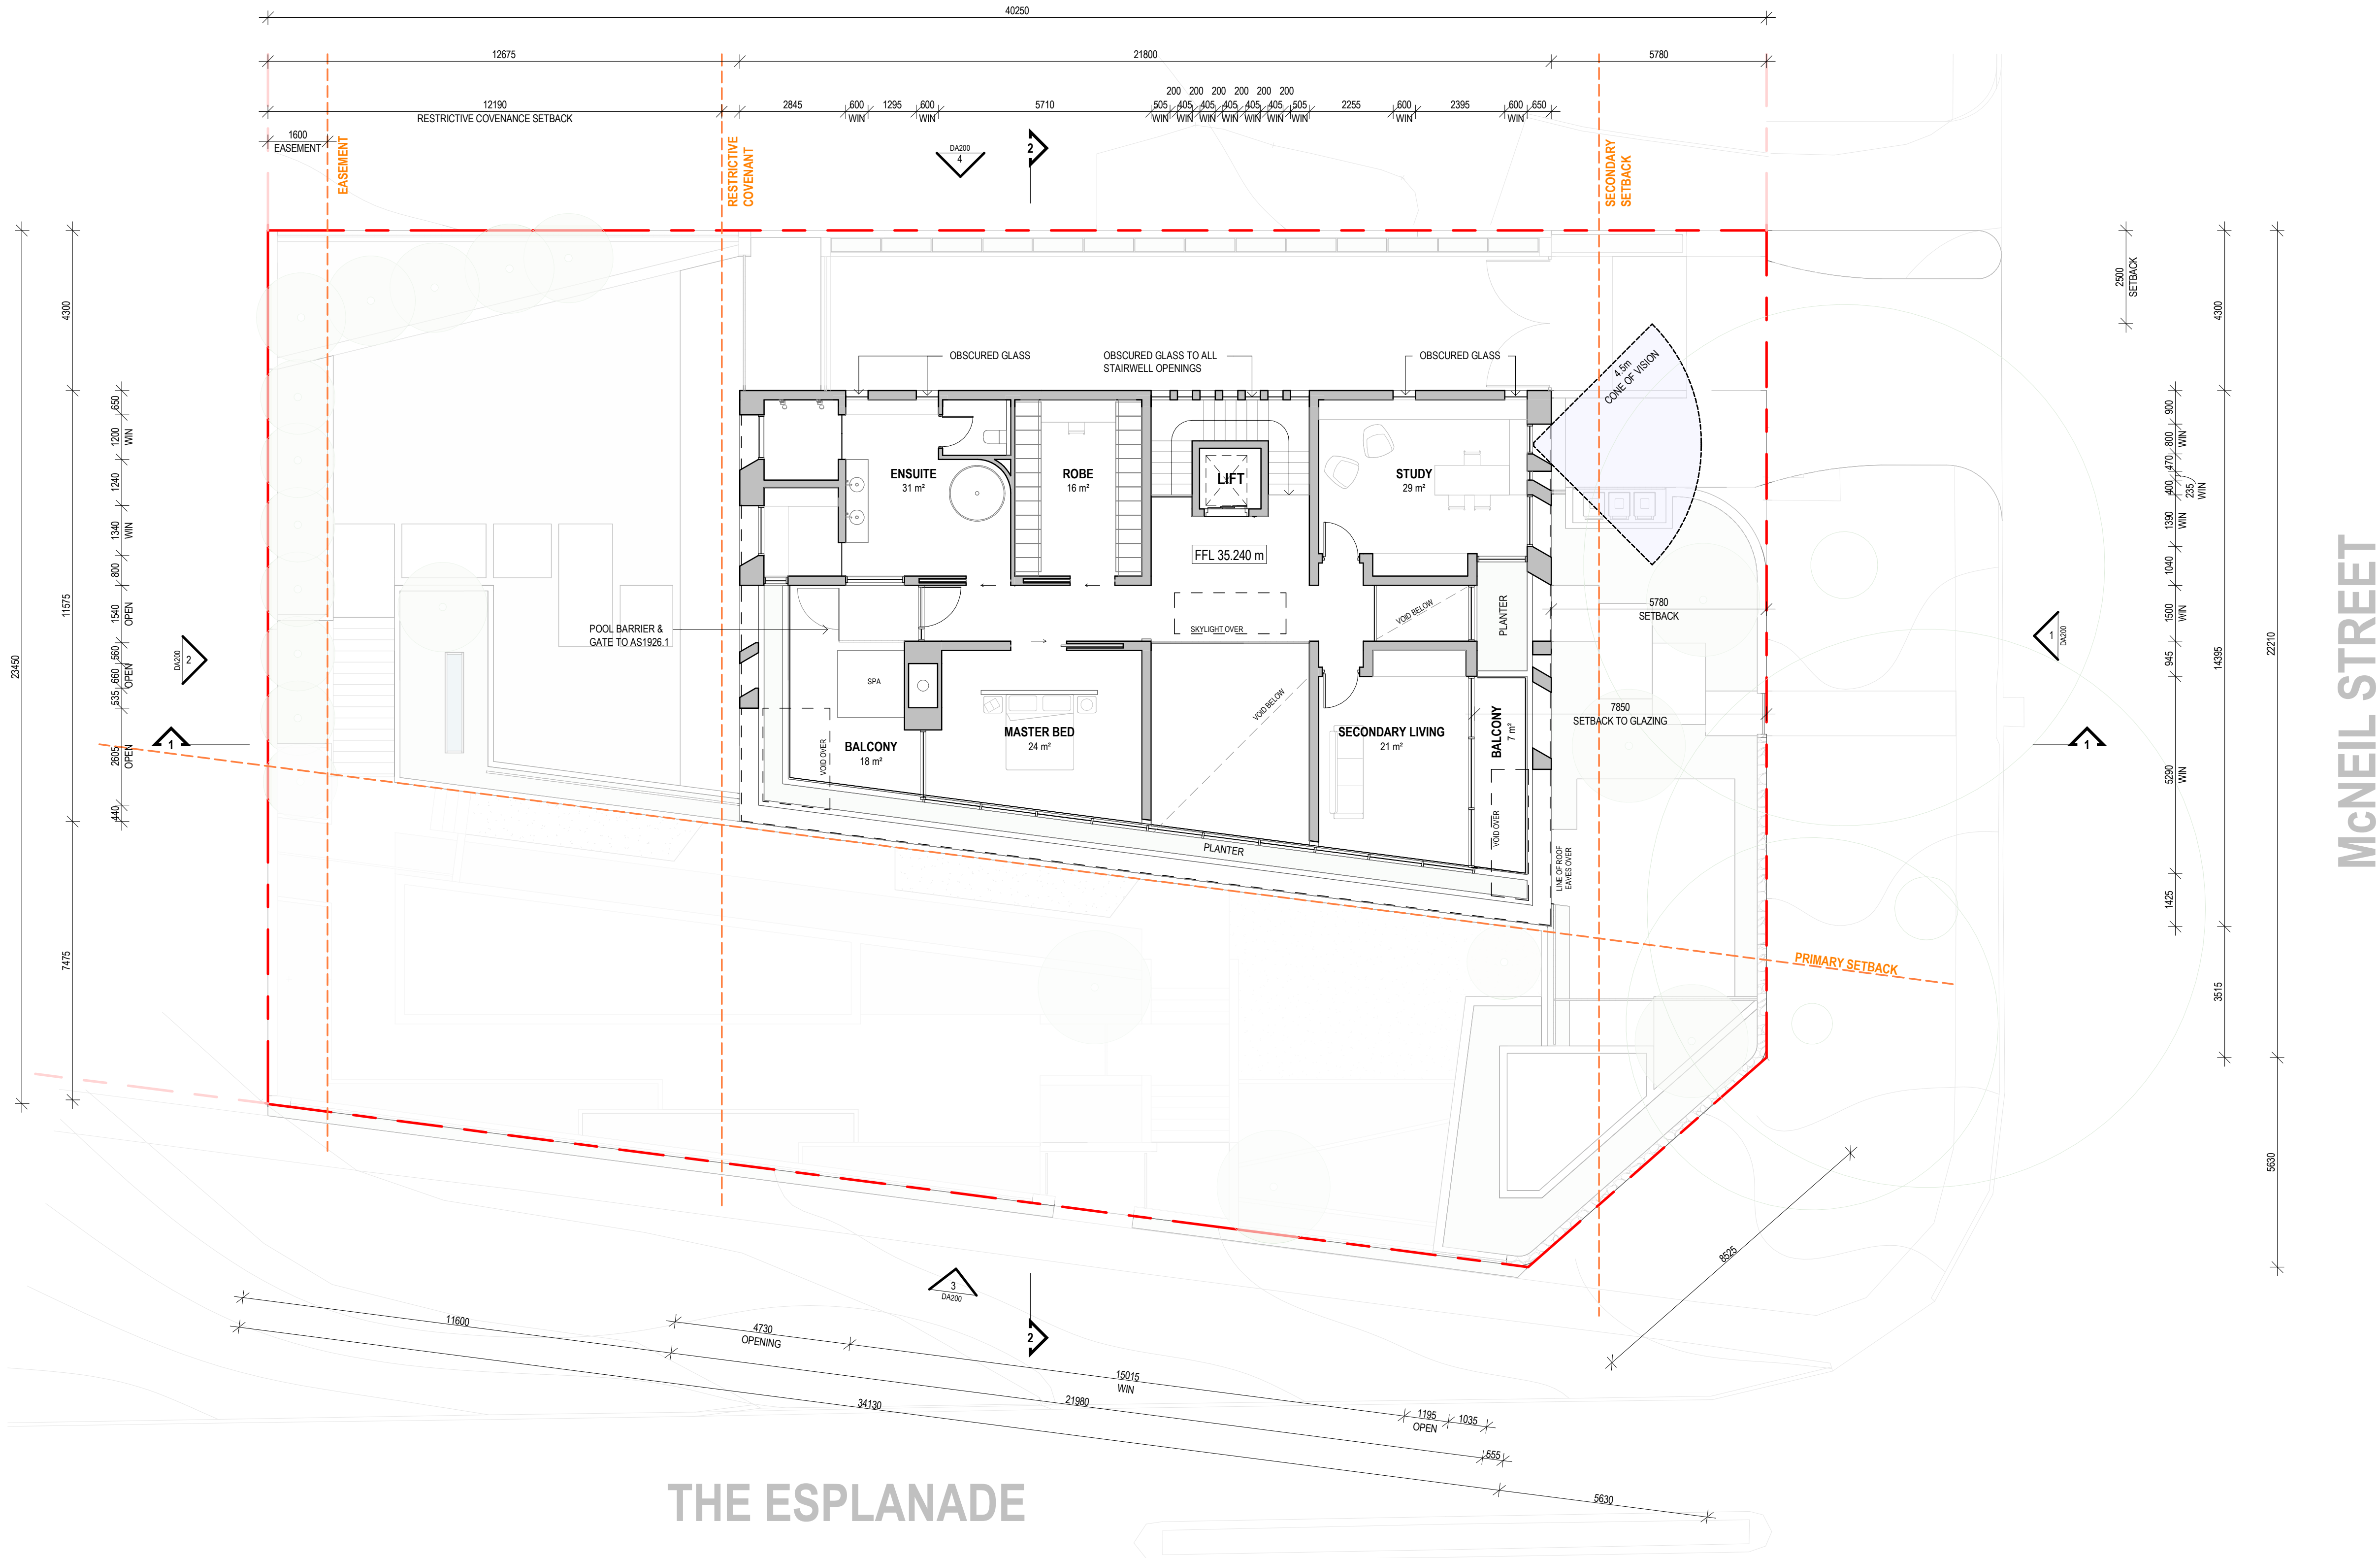 40250
12675
21800
5780
12190
RESTRICTIVE COVENANCE SETBACK
2845
600
WIN
1295
600
WIN
5710
505
WIN
200
405
WIN
200
405
WIN
200
405
WIN
200
405
WIN
200
405
WIN
200
505
WIN
2255
600
WIN
2395
600
WIN
650
1600
EASEMENT
EASEMENT
RESTRICTIVE
COVENANT
SECONDARY
SETBACK
DA200
4
2
23450
4300
11575
7475
650
1200
WIN
1240
1340
WIN
800
1540
OPEN
560
660
OPEN
535
2605
OPEN
440
DA200
2
1
OBSCURED GLASS
OBSCURED GLASS TO ALL
STAIRWELL OPENINGS
OBSCURED GLASS
4.5m
CONE OF VISION
ENSUITE
31 m²
ROBE
16 m²
LIFT
STUDY
29 m²
FFL 35.240 m
POOL BARRIER &
GATE TO AS1926.1
SKYLIGHT OVER
VOID BELOW
PLANTER
5780
SETBACK
SPA
BALCONY
18 m²
VOID OVER
MASTER BED
24 m²
VOID BELOW
SECONDARY LIVING
21 m²
BALCONY
7 m²
7850
SETBACK TO GLAZING
VOID OVER
PLANTER
LINE OF ROOF
EAVES OVER
PRIMARY SETBACK
2500
SETBACK
900
800
WIN
470
400
235
WIN
1390
WIN
1040
1500
WIN
945
5290
WIN
1425
4300
14395
3515
22210
5630
1
DA200
1
McNEIL STREET
8525
3
DA200
2
11600
4730
OPENING
15015
WIN
21980
34130
1195
OPEN
1035
555
5630
THE ESPLANADE